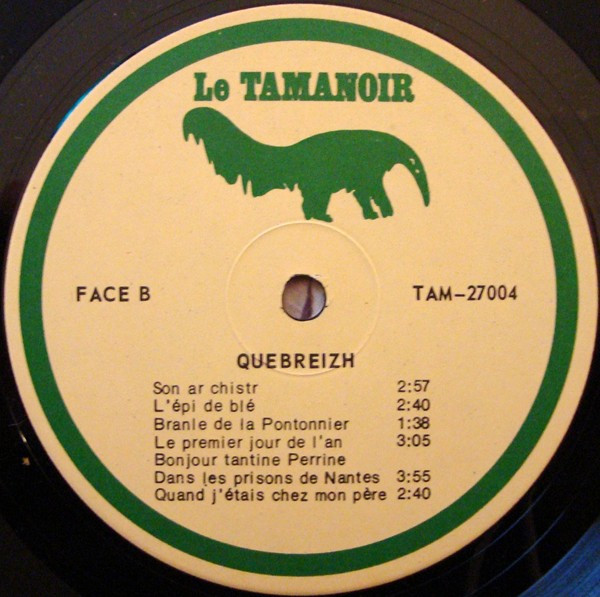 Le TAMANOIR
FACE B
TAM-27004
QUEBREIZH
Son ar chistr 2:57
L'épi de blé 2:40
Branle de la Pontonnier 1:38
Le premier jour de l'an 3:05
Bonjour tantine Perrine
Dans les prisons de Nantes 3:55
Quand j'étais chez mon père 2:40